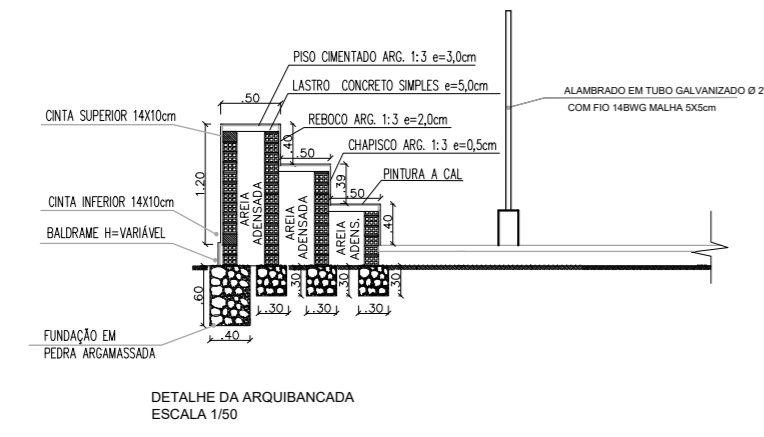 PISO CIMENTADO ARG. 1:3 e=3,0cm
LASTRO CONCRETO SIMPLES e=5,0cm
ALAMBRADO EM TUBO GALVANIZADO Ø 2
COM FIO 14BWG MALHA 5X5cm
.50
CINTA SUPERIOR 14X10cm
REBOCO ARG. 1:3 e=2,0cm
.40
.50
CHAPISCO ARG. 1:3 e=0,5cm
.39
PINTURA A CAL
1.20
.50
CINTA INFERIOR 14X10cm
AREIA
ADENSADA
AREIA
ADENSADA
AREIA
ADENS.
.40
BALDRAME H=VARIÁVEL
.60
.30
.30
.30
.30
.30
.30
FUNDAÇÃO EM
PEDRA ARGAMASSADA
.40
DETALHE DA ARQUIBANCADA
ESCALA 1/50